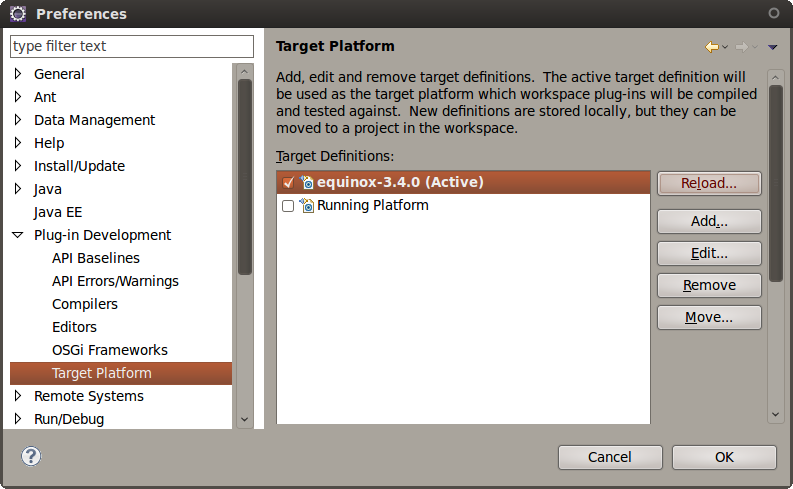 Preferences
type filter text
General
Ant
Data Management
Help
Install/Update
Java
Java EE
Plug-in Development
API Baselines
API Errors/Warnings
Compilers
Editors
OSGi Frameworks
Target Platform
Remote Systems
Run/Debug
Target Platform
Add, edit and remove target definitions.  The active target definition will
be used as the target platform which workspace plug-ins will be compiled
and tested against.  New definitions are stored locally, but they can be
moved to a project in the workspace.
Target Definitions:
equinox-3.4.0 (Active)
Running Platform
Reload...
Add...
Edit...
Remove
Move...
?
Cancel
OK